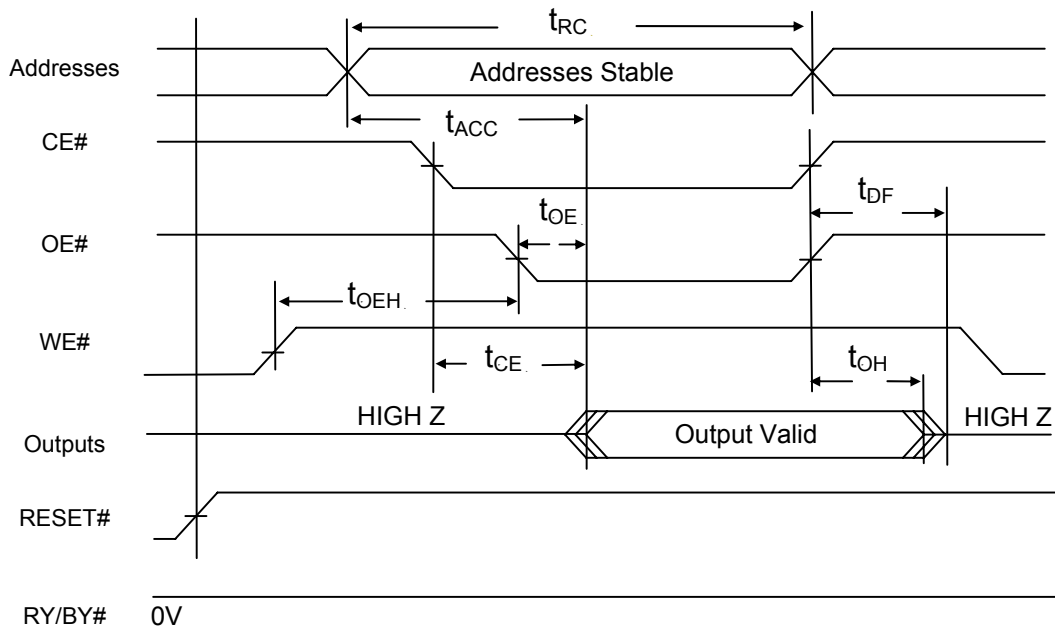 tRC
Addresses
Addresses Stable
tACC
CE#
tDF
tOE
OE#
tOEH
WE#
tCE
tOH
HIGH Z
HIGH Z
Output Valid
Outputs
RESET#
RY/BY#
0V